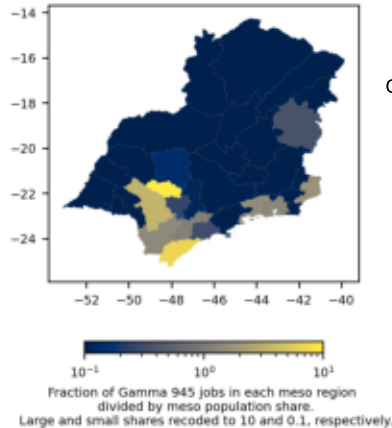 −14
−16
−18
−20
−22
−24
−52 −50 −48 −46 −44 −42 −40
10⁻¹ 10⁰ 10¹
Fraction of Gamma 945 jobs in each meso region
divided by meso population share.
Large and small shares recoded to 10 and 0.1, respectively